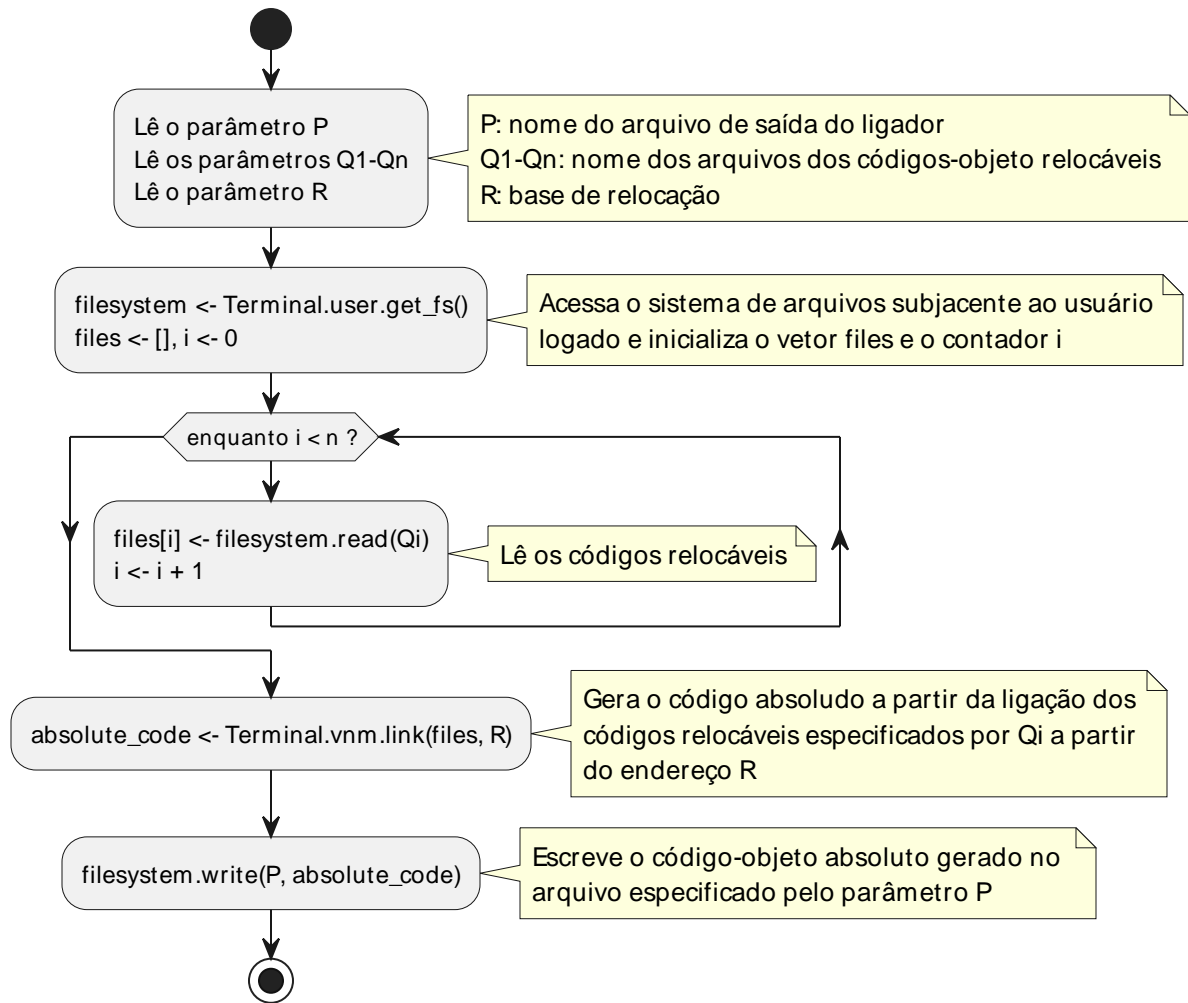 Lê o parâmetro P
Lê os parâmetros Q1-Qn
Lê o parâmetro R
P: nome do arquivo de saída do ligador
Q1-Qn: nome dos arquivos dos códigos-objeto relocáveis
R: base de relocação
filesystem <- Terminal.user.get_fs()
files <- [], i <- 0
Acessa o sistema de arquivos subjacente ao usuário
logado e inicializa o vetor files e o contador i
enquanto i < n ?
files[i] <- filesystem.read(Qi)
i <- i + 1
Lê os códigos relocáveis
absolute_code <- Terminal.vnm.link(files, R)
Gera o código absoludo a partir da ligação dos
códigos relocáveis especificados por Qi a partir
do endereço R
filesystem.write(P, absolute_code)
Escreve o código-objeto absoluto gerado no
arquivo especificado pelo parâmetro P